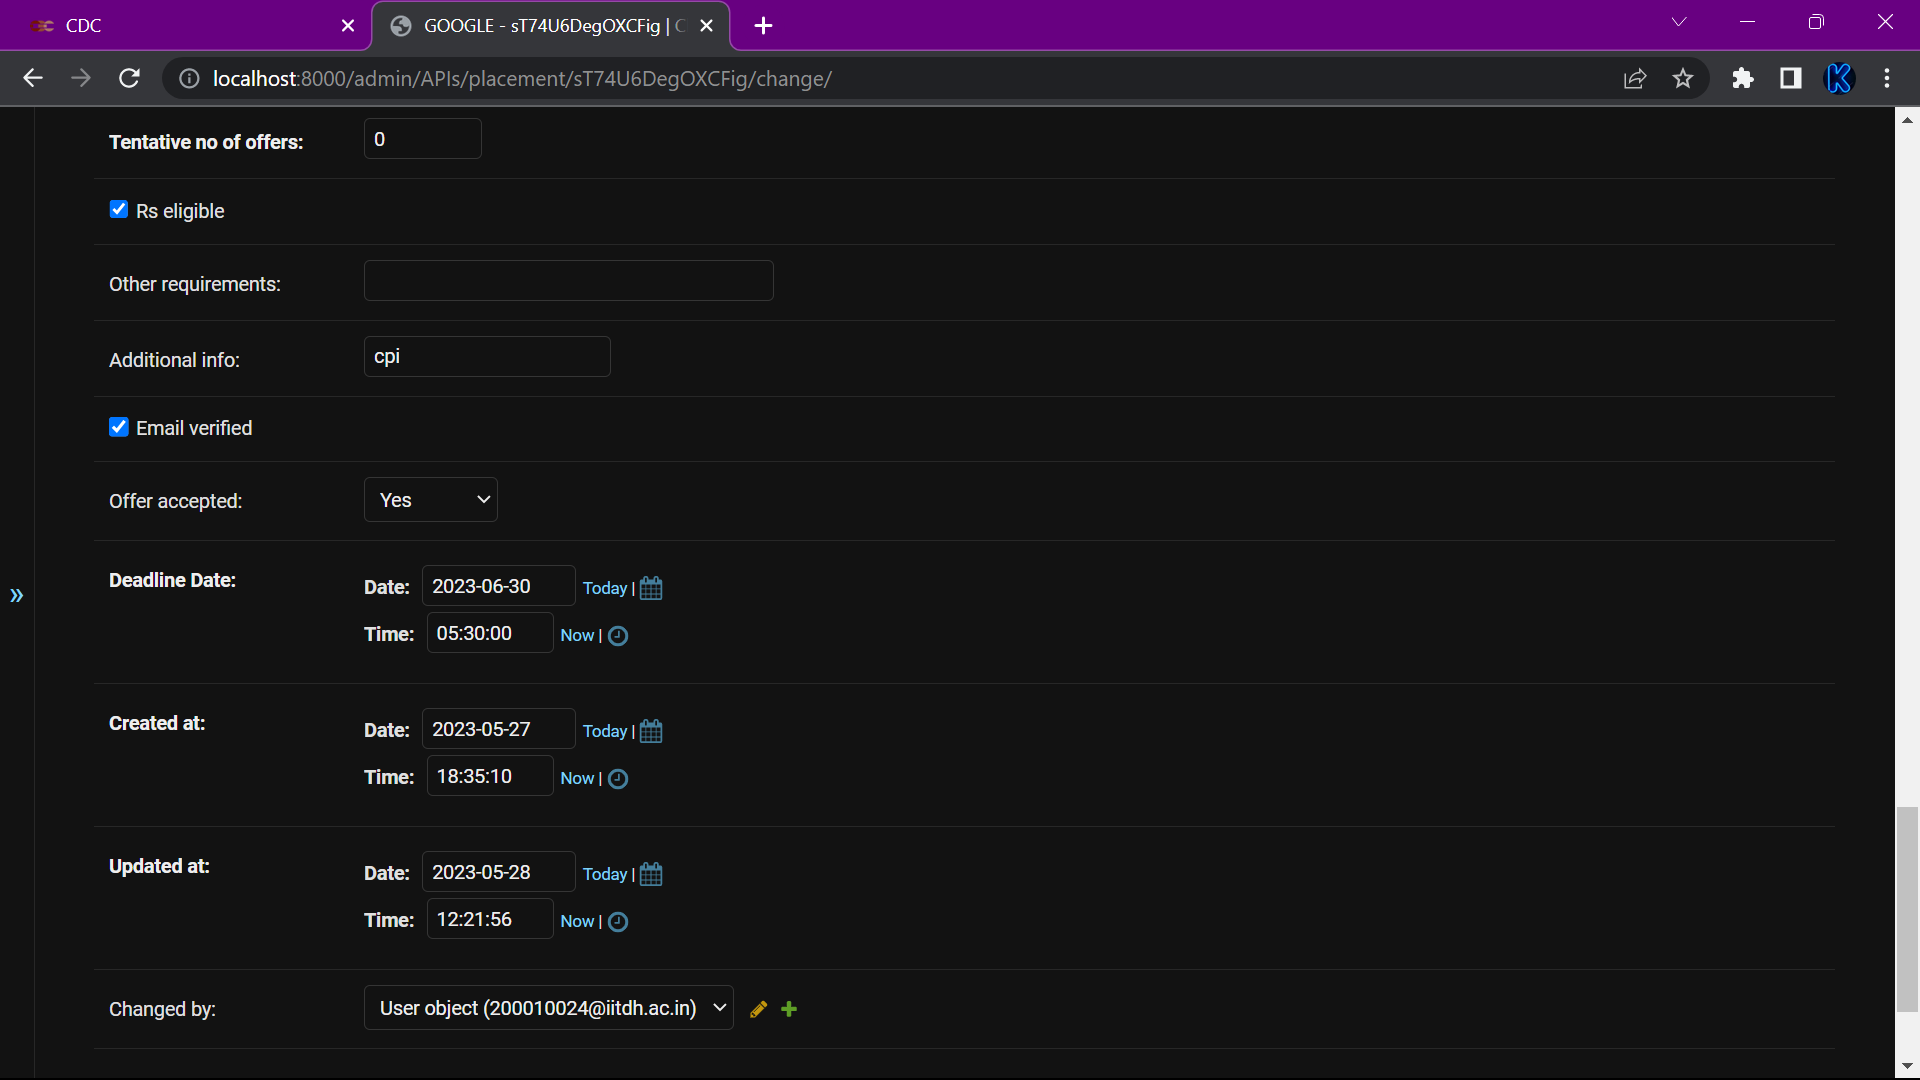 CDC
GOOGLE - sT74U6DegOXCFig | C
localhost:8000/admin/APIs/placement/sT74U6DegOXCFig/change/
Tentative no of offers: 0
Rs eligible
Other requirements:
Additional info: cpi
Email verified
Offer accepted: Yes
Deadline Date: Date: 2023-06-30 Today |
Time: 05:30:00 Now |
Created at: Date: 2023-05-27 Today |
Time: 18:35:10 Now |
Updated at: Date: 2023-05-28 Today |
Time: 12:21:56 Now |
Changed by: User object (200010024@iitdh.ac.in)